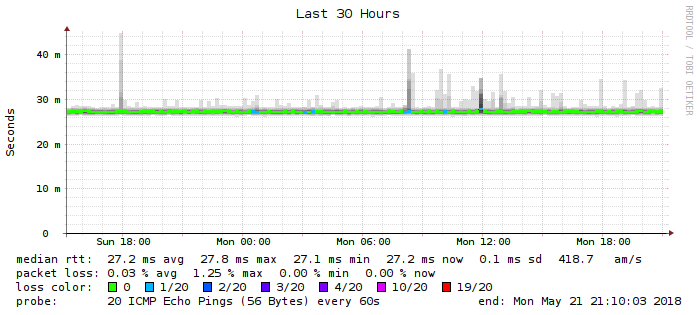 Last 30 Hours
RRDTOOL / TOBI OETIKER
Seconds
40 m
30 m
20 m
10 m
0
Sun 18:00 Mon 00:00 Mon 06:00 Mon 12:00 Mon 18:00
median rtt: 27.2 ms avg 27.8 ms max 27.1 ms min 27.2 ms now 0.1 ms sd 418.7 am/s
packet loss: 0.03 % avg 1.25 % max 0.00 % min 0.00 % now
loss color: 0 1/20 2/20 3/20 4/20 10/20 19/20
probe: 20 ICMP Echo Pings (56 Bytes) every 60s end: Mon May 21 21:10:03 2018